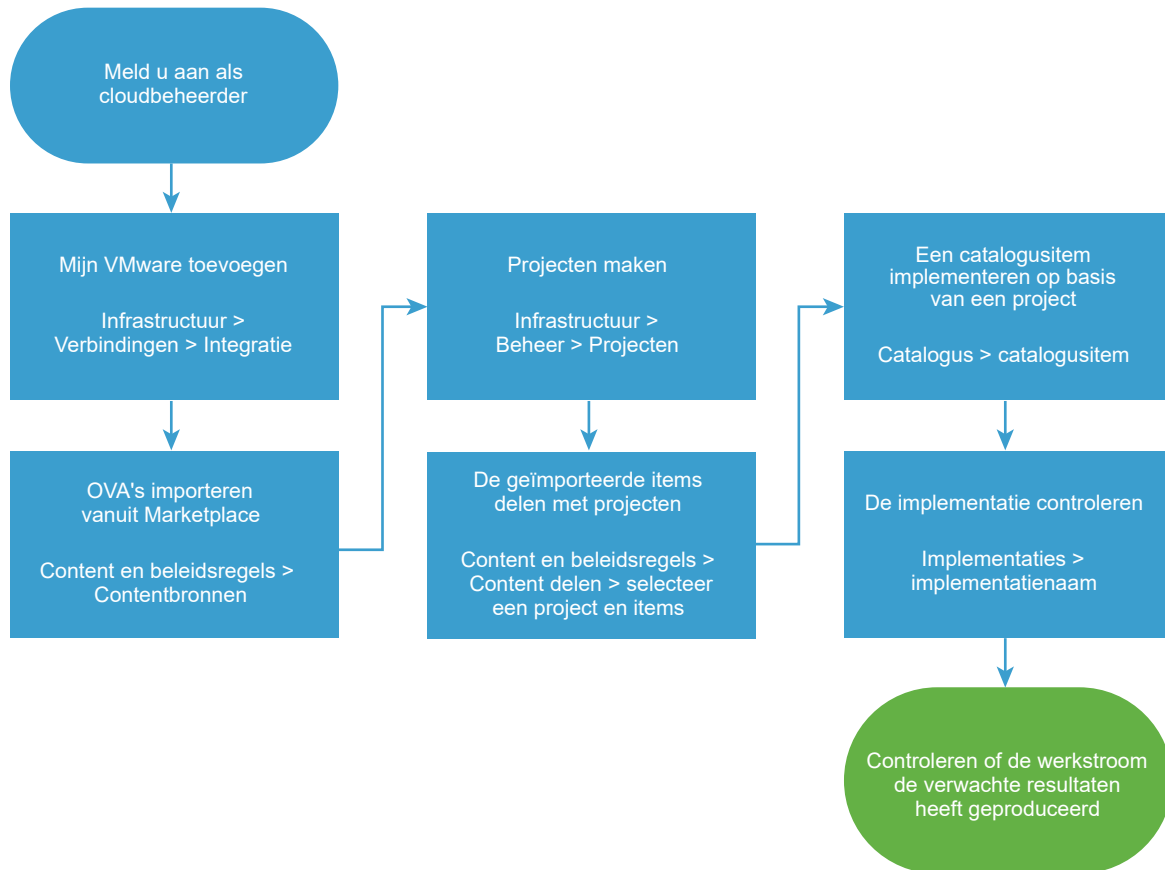 Meld u aan als
cloudbeheerder
Mijn VMware toevoegen
Infrastructuur >
Verbindingen > Integratie
OVA's importeren
vanuit Marketplace
Content en beleidsregels >
Contentbronnen
Projecten maken
Infrastructuur >
Beheer > Projecten
De geïmporteerde items
delen met projecten
Content en beleidsregels >
Content delen > selecteer
een project en items
Een catalogusitem
implementeren op basis
van een project
Catalogus > catalogusitem
De implementatie controleren
Implementaties >
implementatienaam
Controleren of de werkstroom
de verwachte resultaten
heeft geproduceerd